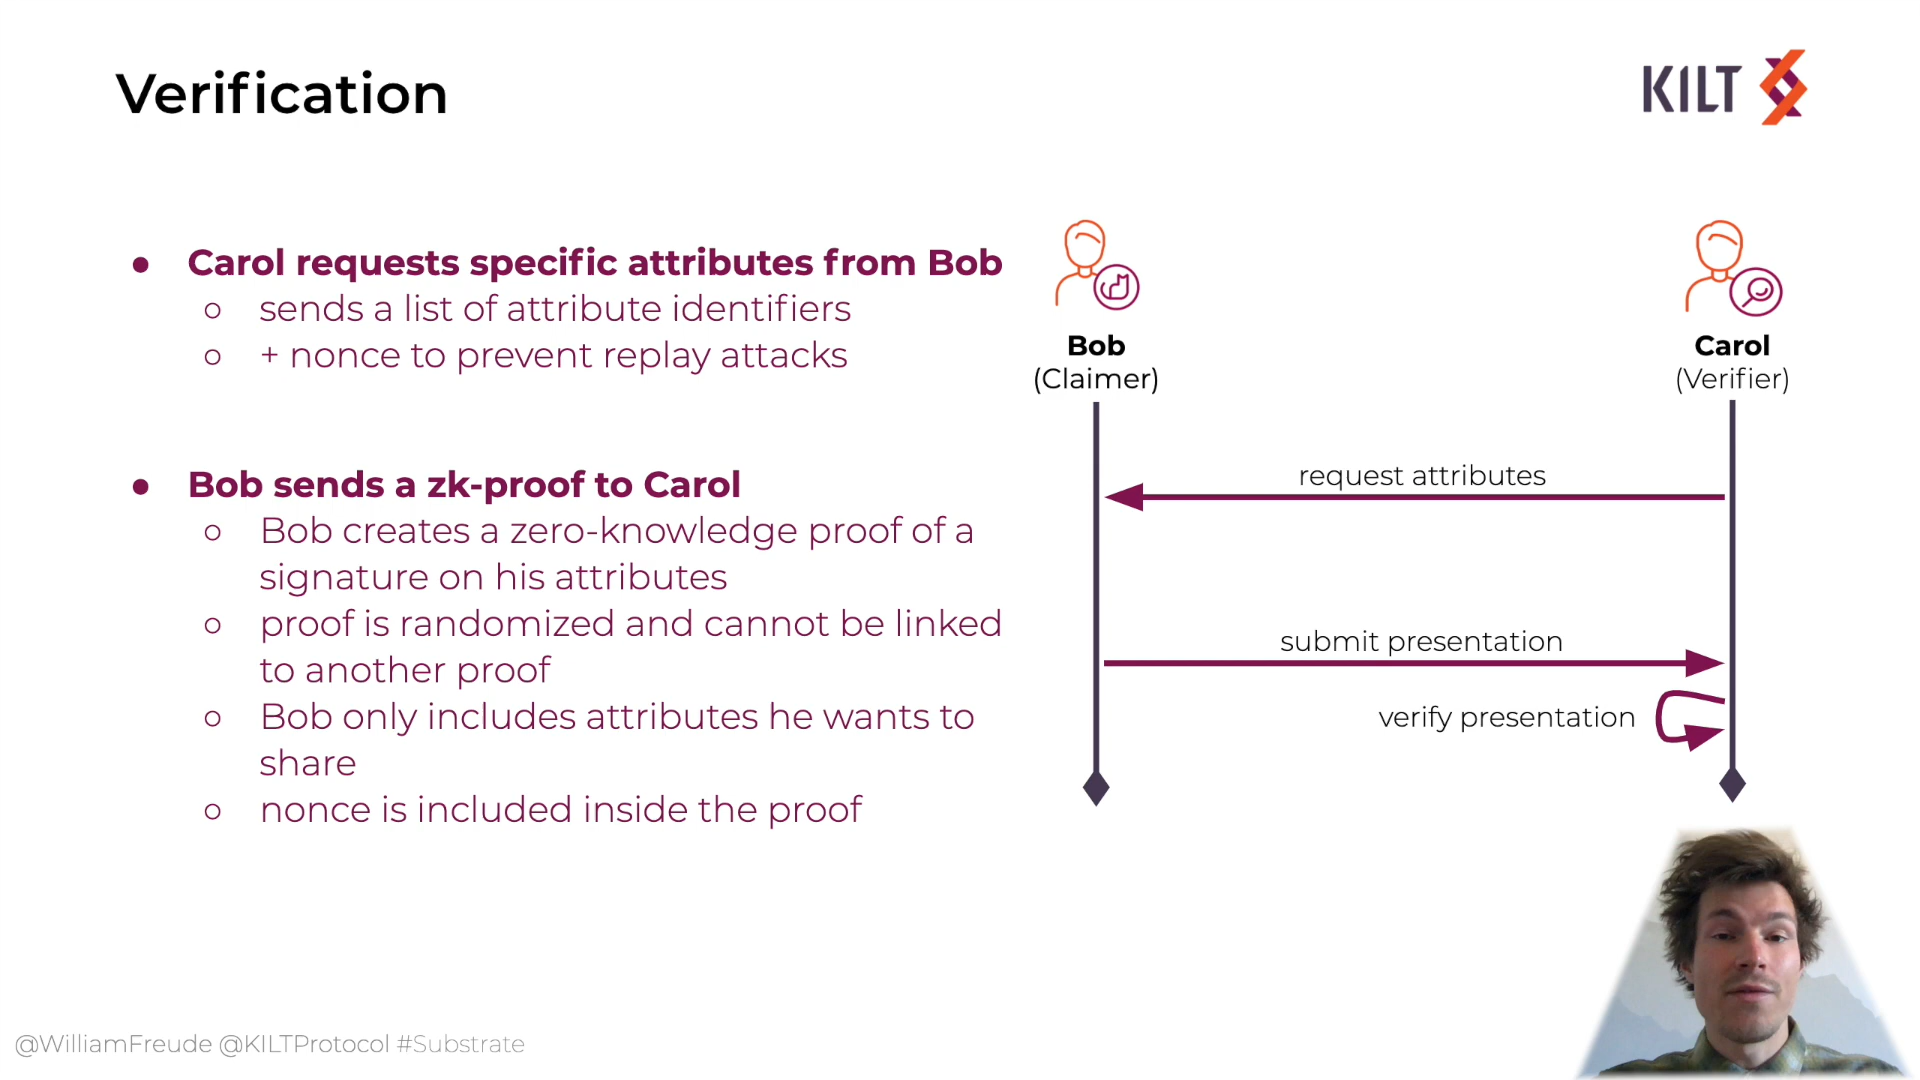 Verification
KILT
● Carol requests specific attributes from Bob
○ sends a list of attribute identifiers
○ + nonce to prevent replay attacks
● Bob sends a zk-proof to Carol
○ Bob creates a zero-knowledge proof of a
signature on his attributes
○ proof is randomized and cannot be linked
to another proof
○ Bob only includes attributes he wants to
share
○ nonce is included inside the proof
Bob
(Claimer)
Carol
(Verifier)
request attributes
submit presentation
verify presentation
@WilliamFreude @KILTProtocol #Substrate